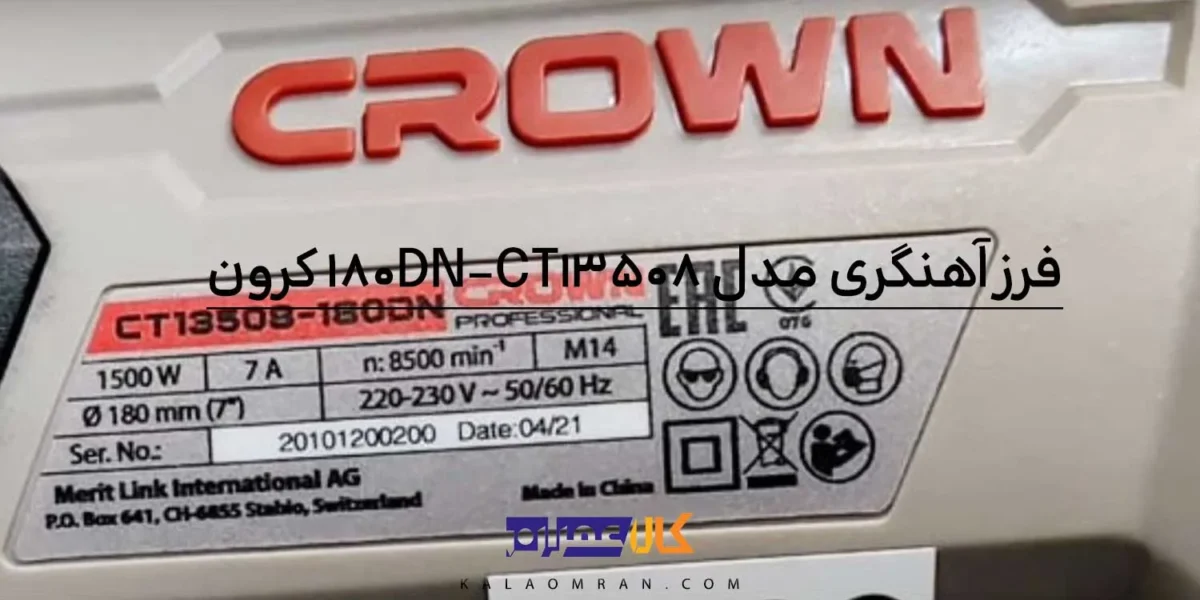 CROWN
فرزآهنگری مدل ۱۸۰DN-CT۱۳۵۰۸ کرون
CT13508-180DN CROWN
PROFESSIONAL
EAC
076
1500 W 7 A n: 8500 min⁻¹ M14
Ø 180 mm (7") 220-230 V ~ 50/60 Hz
Ser. No.: 20101200200 Date:04/21
Merit Link International AG
P.O. Box 641, CH-6855 Stabio, Switzerland
Made in China
کالا عمران
KALAOMRAN.COM